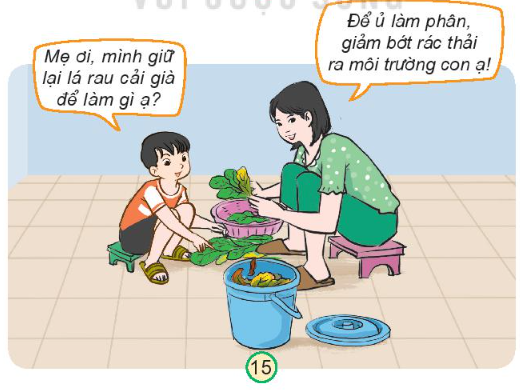 Mẹ ơi, mình giữ
lại lá rau cải già
để làm gì ạ?
Để ủ làm phân,
giảm bớt rác thải
ra môi trường con ạ!
15